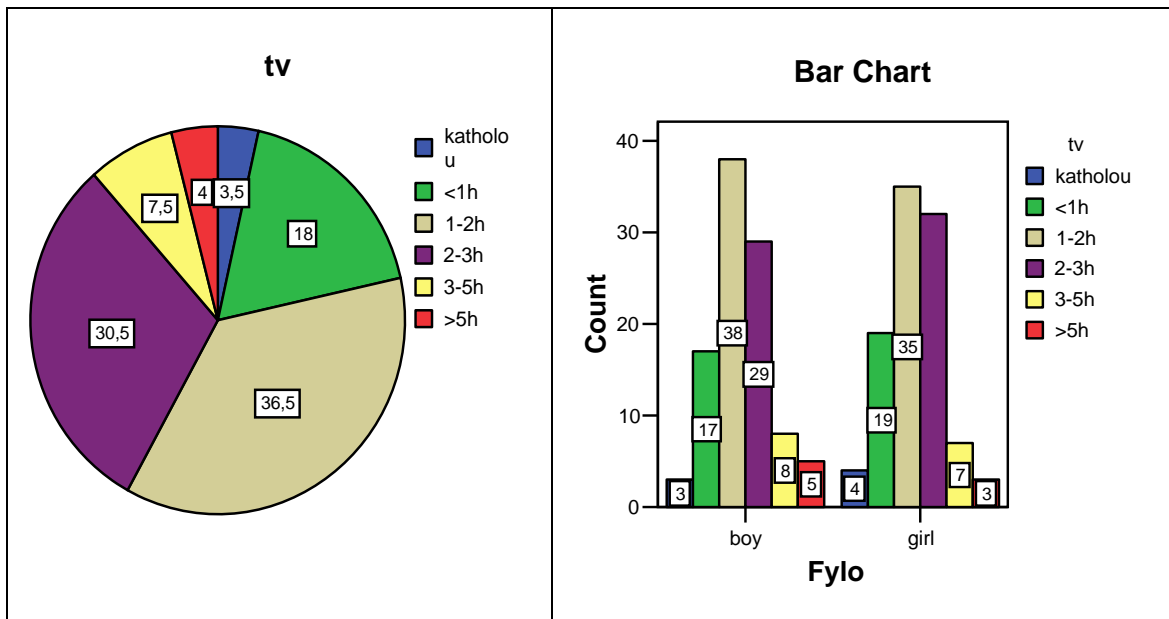 tv
4
3,5
7,5
18
30,5
36,5
katholo
u
<1h
1-2h
2-3h
3-5h
>5h
Bar Chart
Count
40
30
20
10
0
3
17
38
29
8
5
4
19
35
7
3
boy
girl
Fylo
tv
katholou
<1h
1-2h
2-3h
3-5h
>5h